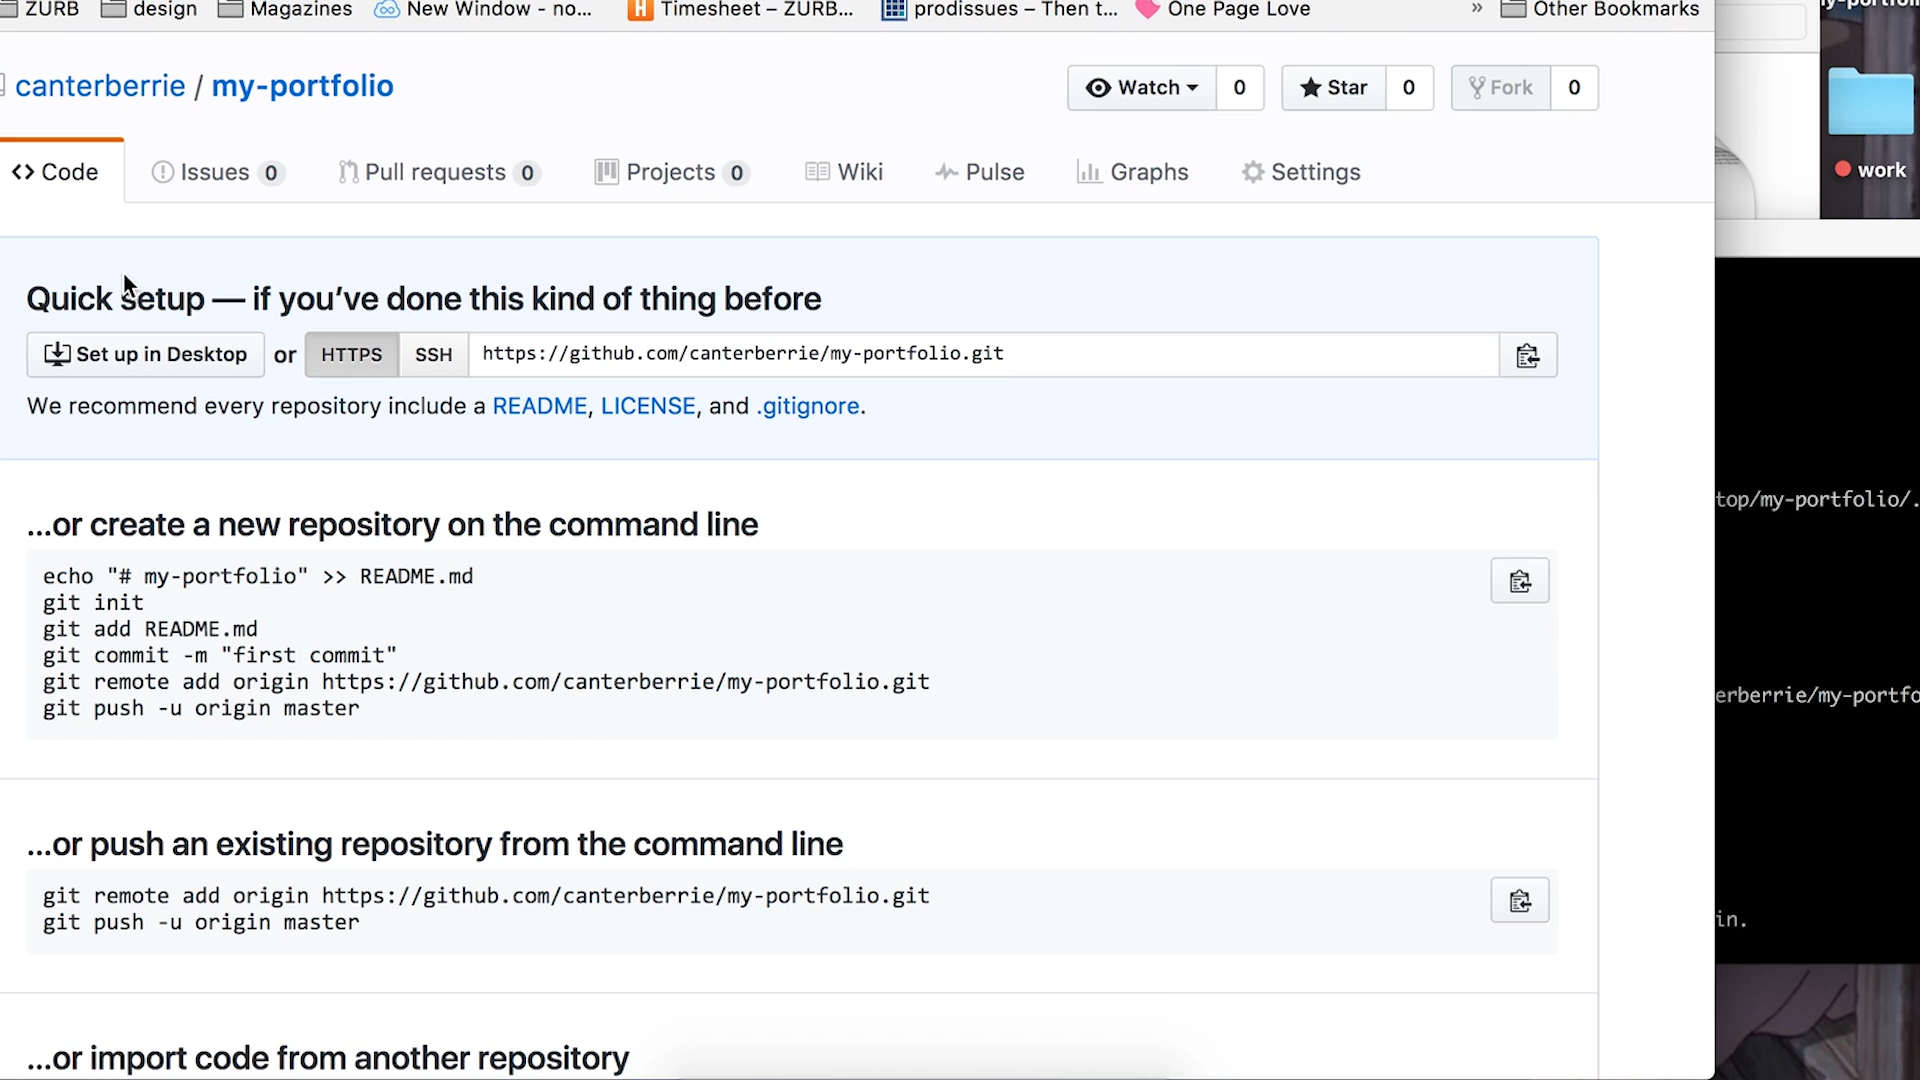 ZURB design Magazines New Window - no... Timesheet – ZURB... prodissues – Then t... One Page Love » Other Bookmarks
canterberrie / my-portfolio
Watch 0 Star 0 Fork 0
Code Issues 0 Pull requests 0 Projects 0 Wiki Pulse Graphs Settings
work
Quick setup — if you've done this kind of thing before
Set up in Desktop or HTTPS SSH https://github.com/canterberrie/my-portfolio.git
We recommend every repository include a README, LICENSE, and .gitignore.
top/my-portfolio/.
…or create a new repository on the command line
echo "# my-portfolio" >> README.md
git init
git add README.md
git commit -m "first commit"
git remote add origin https://github.com/canterberrie/my-portfolio.git
git push -u origin master
erberrie/my-portfo
…or push an existing repository from the command line
git remote add origin https://github.com/canterberrie/my-portfolio.git
git push -u origin master
in.
…or import code from another repository